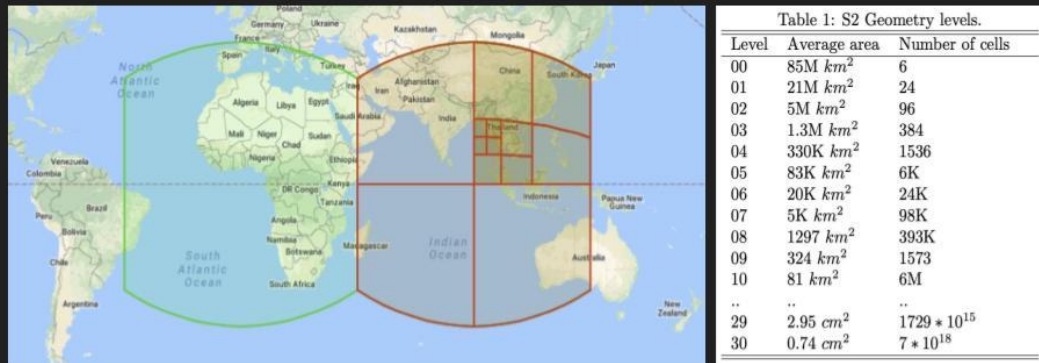 Poland
Germany
Ukraine
Kazakhstan
Mongolia
France
Italy
Spain
Turkey
Japan
China
South Korea
North
Atlantic
Ocean
Iraq
Iran
Afghanistan
Pakistan
Algeria
Libya
Egypt
Saudi Arabia
India
Thailand
Mali
Niger
Chad
Sudan
Nigeria
Ethiopia
Venezuela
Colombia
DR Congo
Kenya
Tanzania
Indonesia
Papua New
Guinea
Brazil
Peru
Bolivia
Angola
Namibia
Botswana
Madagascar
Indian
Ocean
Australia
Chile
South
Atlantic
Ocean
South Africa
Argentina
New
Zealand
Table 1: S2 Geometry levels.
Level Average area Number of cells
00 85M km² 6
01 21M km² 24
02 5M km² 96
03 1.3M km² 384
04 330K km² 1536
05 83K km² 6K
06 20K km² 24K
07 5K km² 98K
08 1297 km² 393K
09 324 km² 1573
10 81 km² 6M
.. .. ..
29 2.95 cm² 1729 * 10¹⁵
30 0.74 cm² 7 * 10¹⁸